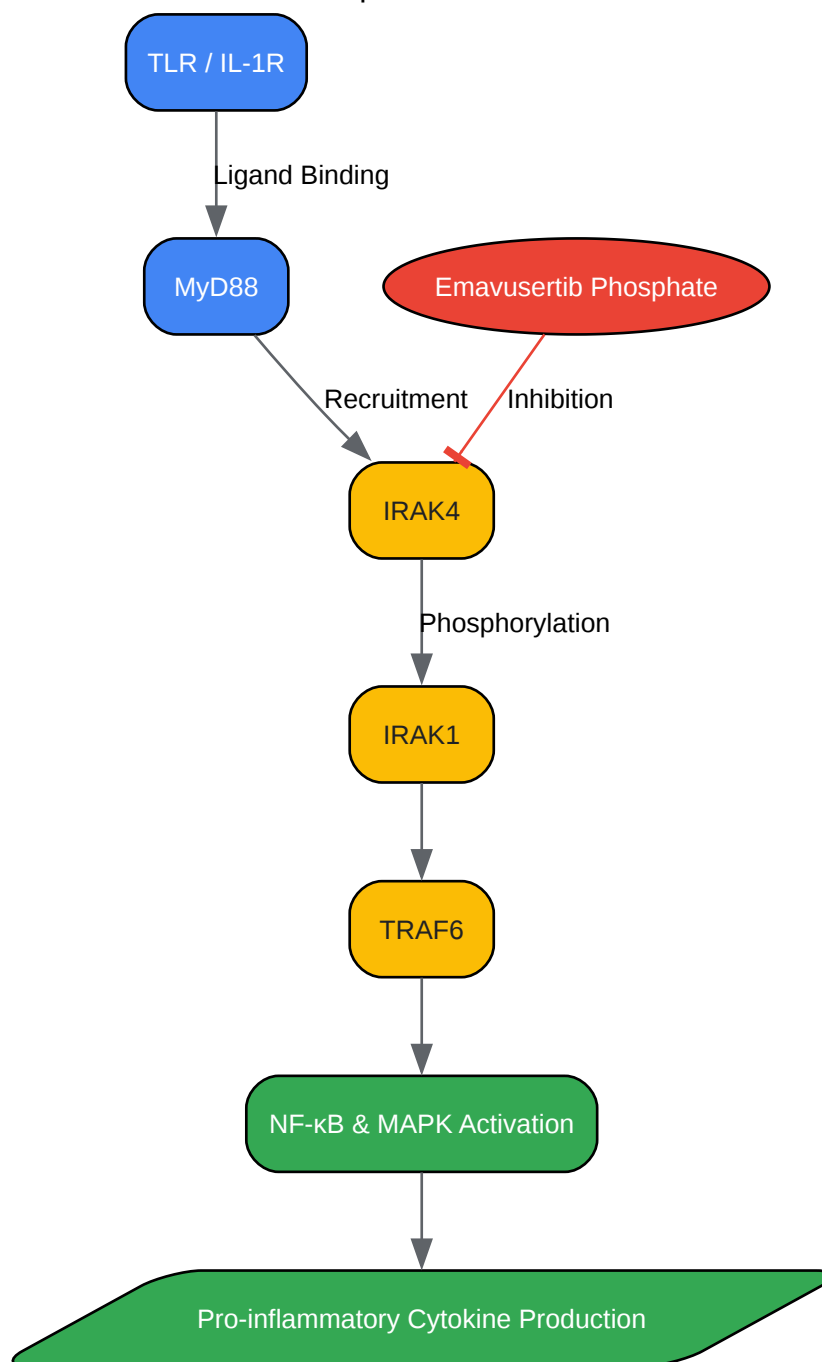 TLR / IL-1R
Ligand Binding
MyD88
Emavusertib Phosphate
Recruitment
Inhibition
IRAK4
Phosphorylation
IRAK1
TRAF6
NF-κB & MAPK Activation
Pro-inflammatory Cytokine Production